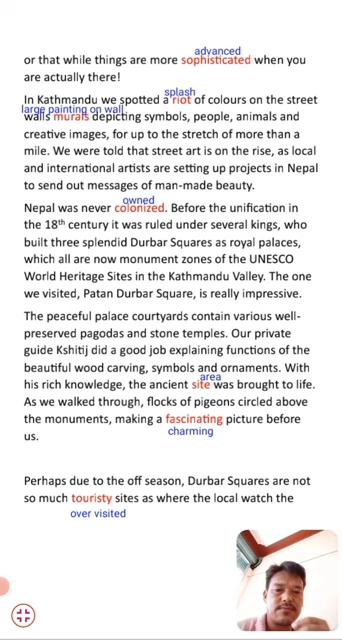 advanced
or that while things are more sophisticated when you
are actually there!
splash
In Kathmandu we spotted a riot of colours on the street
large painting on wall
walls murals depicting symbols, people, animals and
creative images, for up to the stretch of more than a
mile. We were told that street art is on the rise, as local
and international artists are setting up projects in Nepal
to send out messages of man-made beauty.
owned
Nepal was never colonized. Before the unification in
the 18th century it was ruled under several kings, who
built three splendid Durbar Squares as royal palaces,
which all are now monument zones of the UNESCO
World Heritage Sites in the Kathmandu Valley. The one
we visited, Patan Durbar Square, is really impressive.
The peaceful palace courtyards contain various well-
preserved pagodas and stone temples. Our private
guide Kshitij did a good job explaining functions of the
beautiful wood carving, symbols and ornaments. With
area
his rich knowledge, the ancient site was brought to life.
As we walked through, flocks of pigeons circled above
the monuments, making a fascinating picture before
charming
us.
Perhaps due to the off season, Durbar Squares are not
so much touristy sites as where the local watch the
over visited